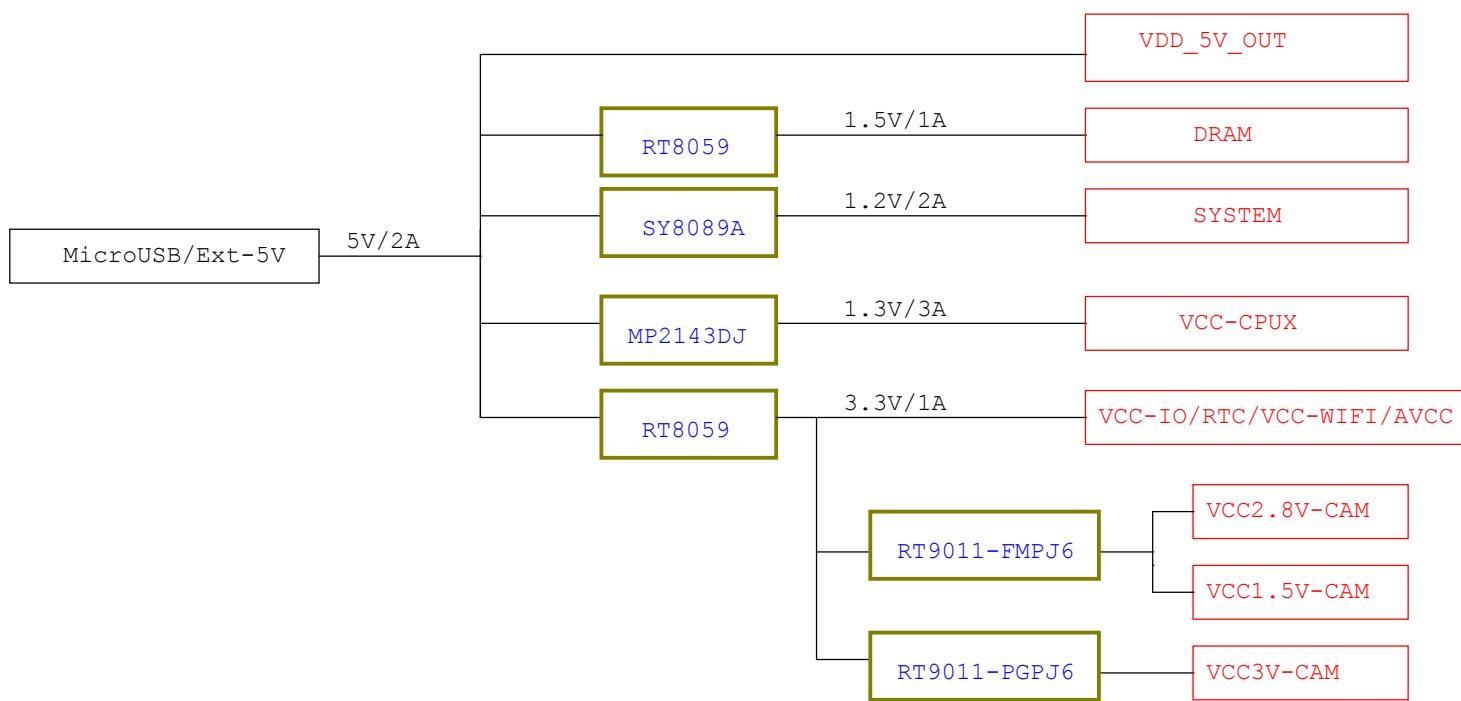 VDD_5V_OUT
RT8059
1.5V/1A
DRAM
SY8089A
1.2V/2A
SYSTEM
MicroUSB/Ext-5V
5V/2A
MP2143DJ
1.3V/3A
VCC-CPUX
RT8059
3.3V/1A
VCC-IO/RTC/VCC-WIFI/AVCC
RT9011-FMPJ6
VCC2.8V-CAM
VCC1.5V-CAM
RT9011-PGPJ6
VCC3V-CAM